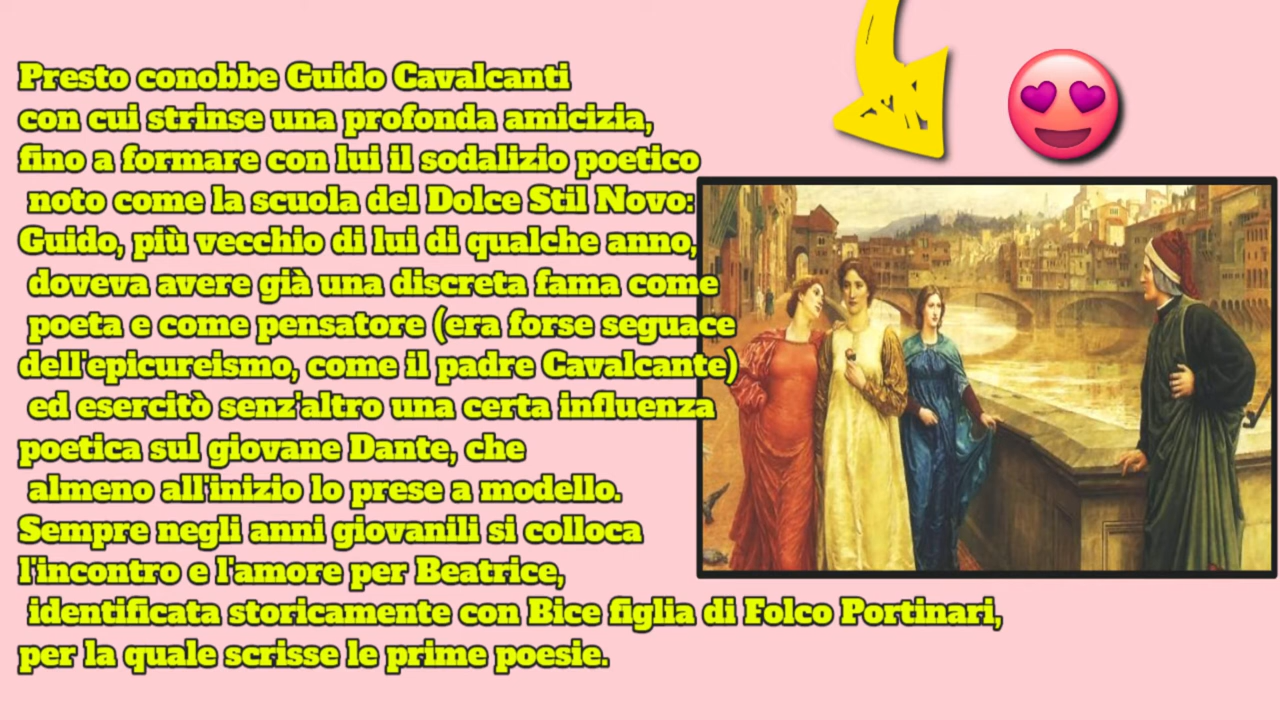 Presto conobbe Guido Cavalcanti
con cui strinse una profonda amicizia,
fino a formare con lui il sodalizio poetico
noto come la scuola del Dolce Stil Novo:
Guido, più vecchio di lui di qualche anno,
doveva avere già una discreta fama come
poeta e come pensatore (era forse seguace
dell'epicureismo, come il padre Cavalcante)
ed esercitò senz'altro una certa influenza
poetica sul giovane Dante, che
almeno all'inizio lo prese a modello.
Sempre negli anni giovanili si colloca
l'incontro e l'amore per Beatrice,
identificata storicamente con Bice figlia di Folco Portinari,
per la quale scrisse le prime poesie.